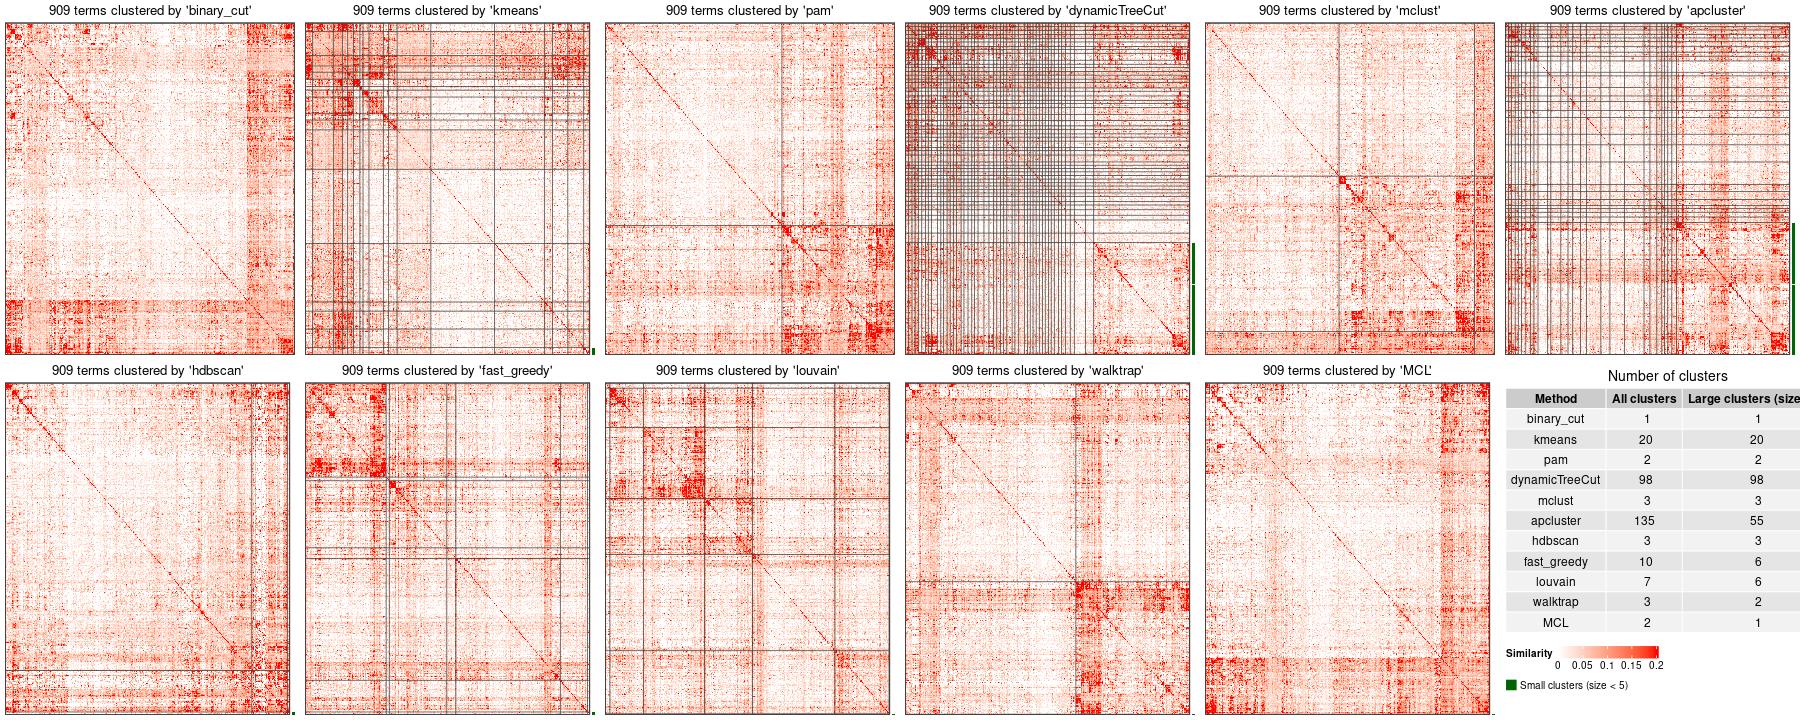 909 terms clustered by 'binary_cut'
909 terms clustered by 'kmeans'
909 terms clustered by 'pam'
909 terms clustered by 'dynamicTreeCut'
909 terms clustered by 'mclust'
909 terms clustered by 'apcluster'
909 terms clustered by 'hdbscan'
909 terms clustered by 'fast_greedy'
909 terms clustered by 'louvain'
909 terms clustered by 'walktrap'
909 terms clustered by 'MCL'
Number of clusters
Method All clusters Large clusters (size
binary_cut 1 1
kmeans 20 20
pam 2 2
dynamicTreeCut 98 98
mclust 3 3
apcluster 135 55
hdbscan 3 3
fast_greedy 10 6
louvain 7 6
walktrap 3 2
MCL 2 1
Similarity
0 0.05 0.1 0.15 0.2
Small clusters (size < 5)